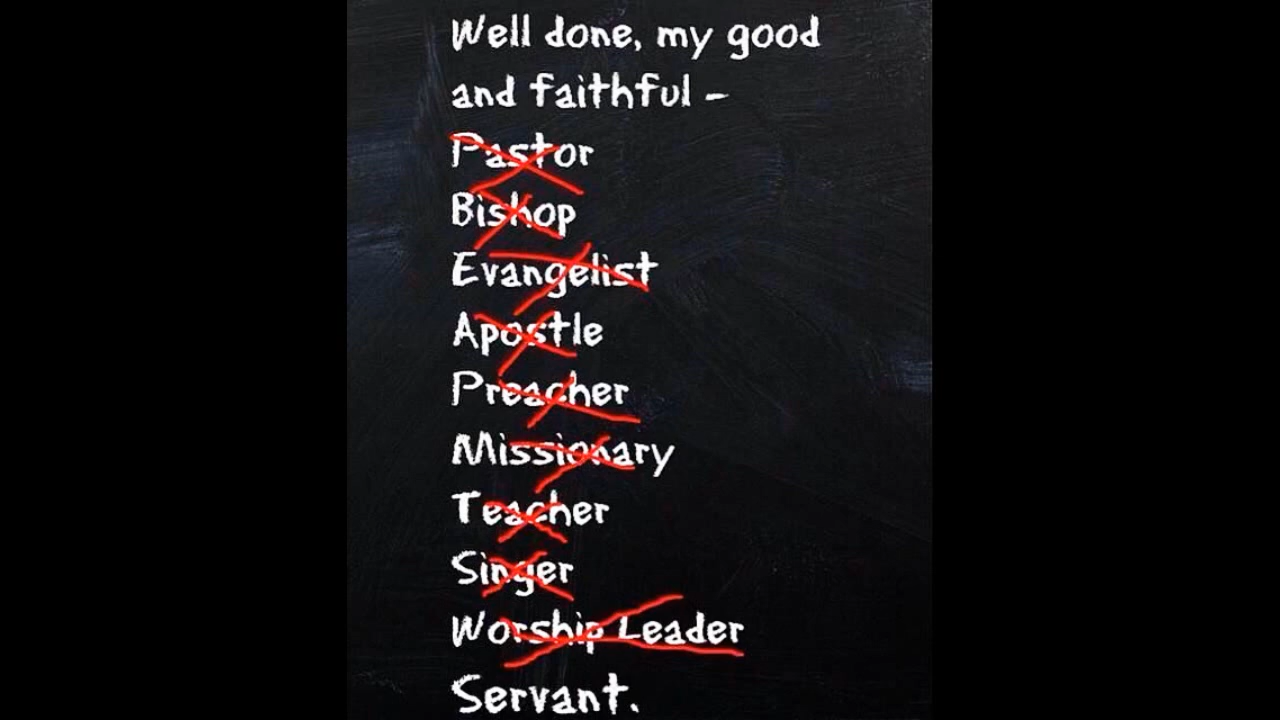 Well done, my good
and faithful -
Pastor
Bishop
Evangelist
Apostle
Preacher
Missionary
Teacher
Singer
Worship Leader
Servant.